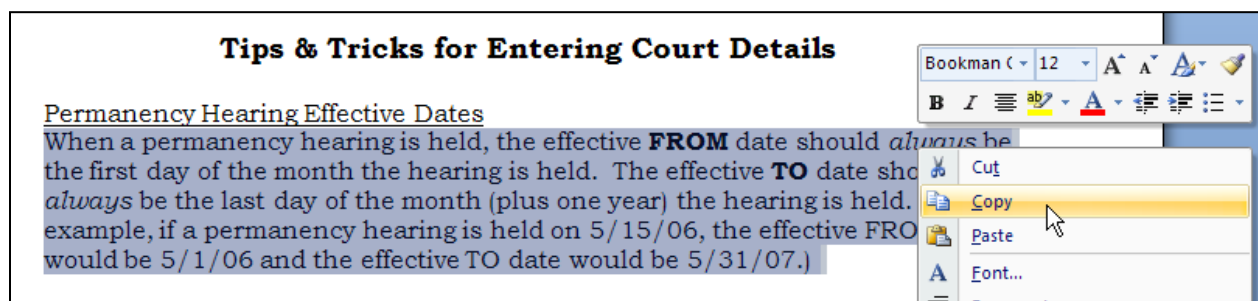 Tips & Tricks for Entering Court Details
Bookman ( 12 A A A
B I ab A
Permanency Hearing Effective Dates
When a permanency hearing is held, the effective FROM date should always be
the first day of the month the hearing is held. The effective TO date sho
always be the last day of the month (plus one year) the hearing is held.
example, if a permanency hearing is held on 5/15/06, the effective FRO
would be 5/1/06 and the effective TO date would be 5/31/07.)
Cut
Copy
Paste
A Font...